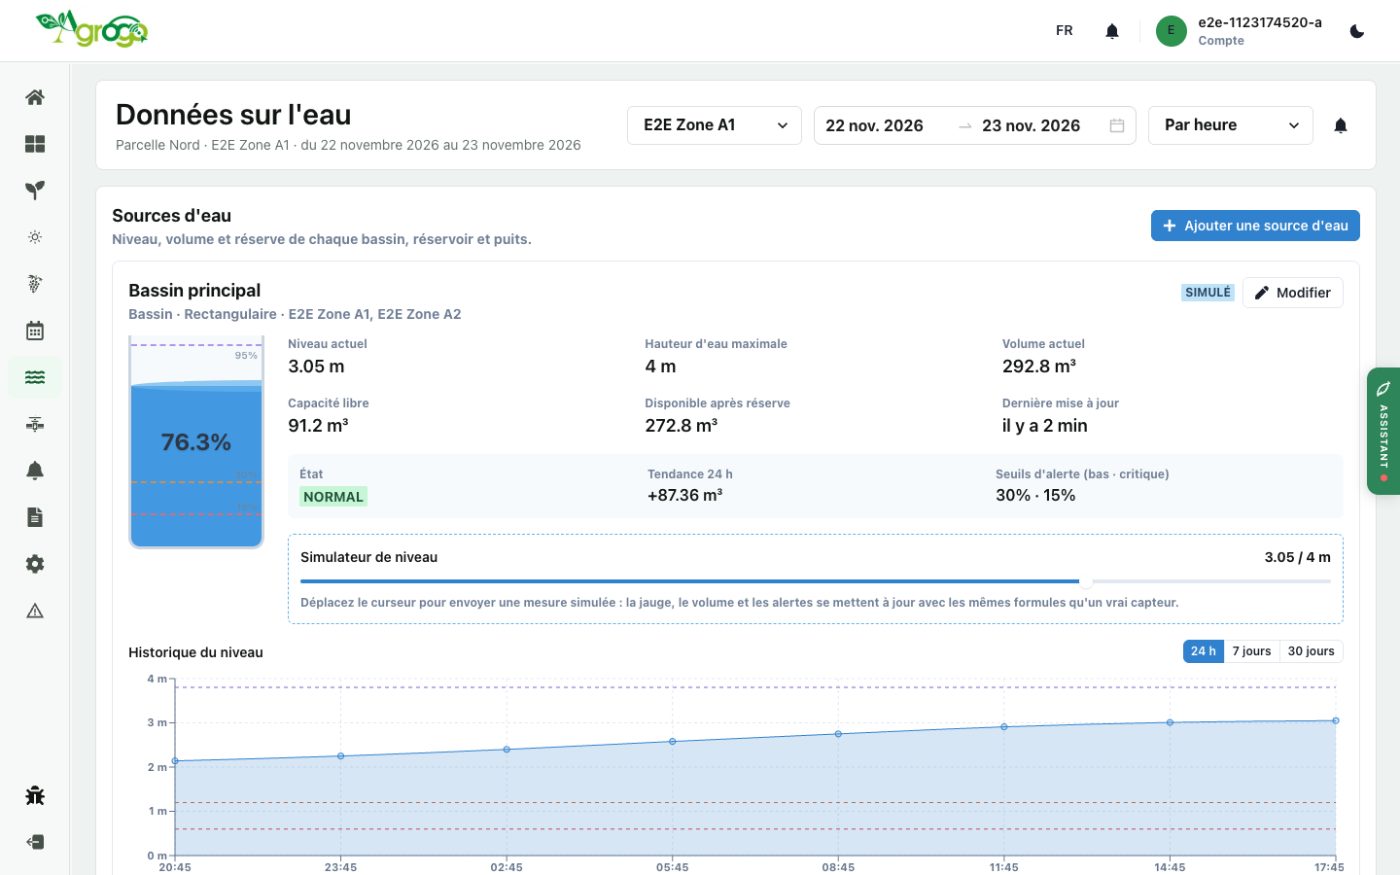 Agrogo
FR
E
e2e-1123174520-a
Compte
Données sur l'eau
Parcelle Nord · E2E Zone A1 · du 22 novembre 2026 au 23 novembre 2026
E2E Zone A1
22 nov. 2026 → 23 nov. 2026
Par heure
Sources d'eau
Niveau, volume et réserve de chaque bassin, réservoir et puits.
+ Ajouter une source d'eau
Bassin principal
Bassin · Rectangulaire · E2E Zone A1, E2E Zone A2
SIMULÉ
Modifier
95%
76.3%
Niveau actuel
3.05 m
Hauteur d'eau maximale
4 m
Volume actuel
292.8 m³
Capacité libre
91.2 m³
Disponible après réserve
272.8 m³
Dernière mise à jour
il y a 2 min
État
NORMAL
Tendance 24 h
+87.36 m³
Seuils d'alerte (bas · critique)
30% · 15%
Simulateur de niveau
3.05 / 4 m
Déplacez le curseur pour envoyer une mesure simulée : la jauge, le volume et les alertes se mettent à jour avec les mêmes formules qu'un vrai capteur.
ASSISTANT
Historique du niveau
24 h
7 jours
30 jours
4 m
3 m
2 m
1 m
0 m
20:45
23:45
02:45
05:45
08:45
11:45
14:45
17:45